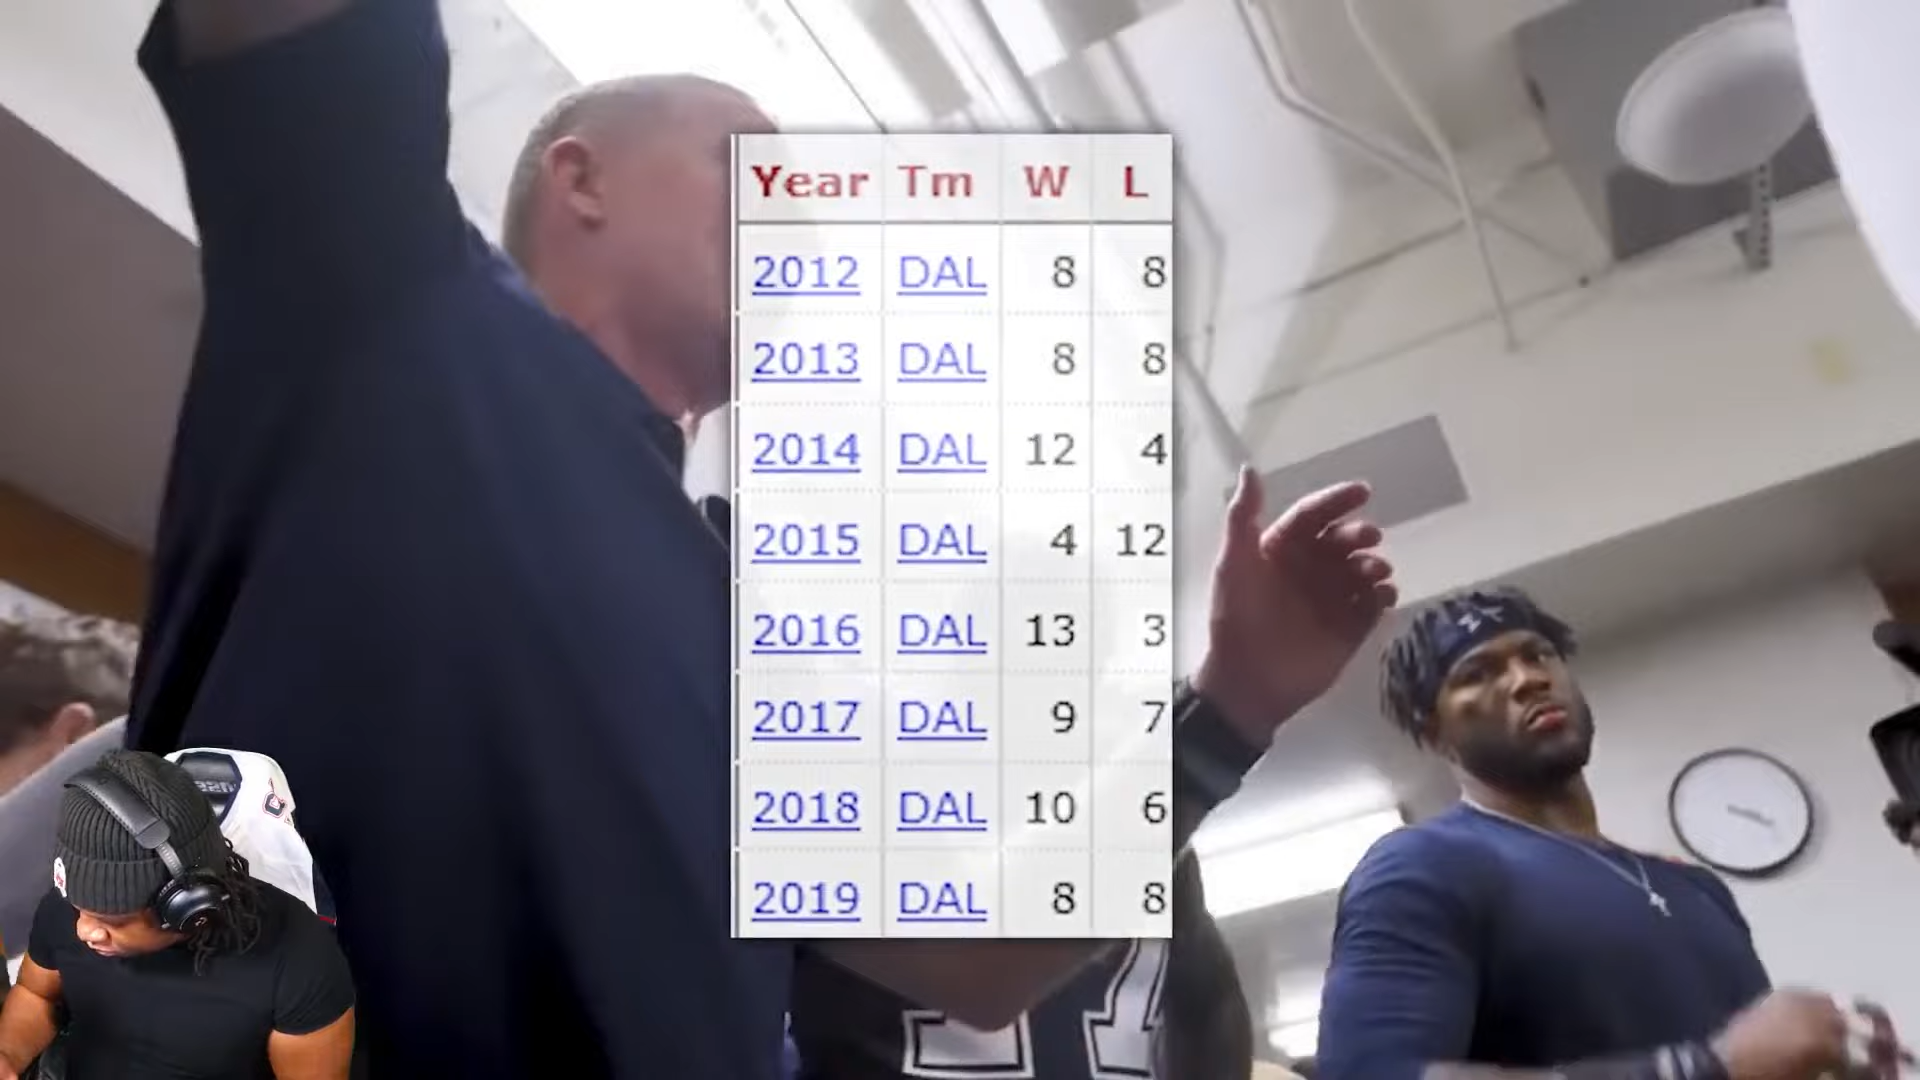 Year Tm W L
2012 DAL 8 8
2013 DAL 8 8
2014 DAL 12 4
2015 DAL 4 12
2016 DAL 13 3
2017 DAL 9 7
2018 DAL 10 6
2019 DAL 8 8